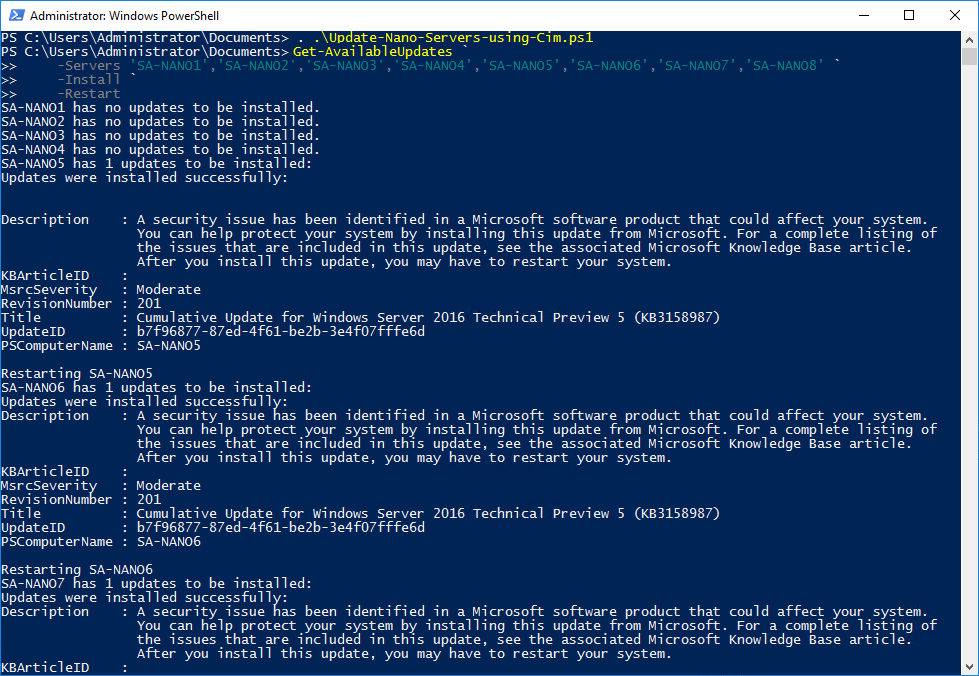 Administrator: Windows PowerShell
PS C:\Users\Administrator\Documents> . .\Update-Nano-Servers-using-Cim.ps1
PS C:\Users\Administrator\Documents> Get-AvailableUpdates `
>>     -Servers 'SA-NANO1','SA-NANO2','SA-NANO3','SA-NANO4','SA-NANO5','SA-NANO6','SA-NANO7','SA-NANO8' `
>>     -Install `
>>     -Restart
SA-NANO1 has no updates to be installed.
SA-NANO2 has no updates to be installed.
SA-NANO3 has no updates to be installed.
SA-NANO4 has no updates to be installed.
SA-NANO5 has 1 updates to be installed:
Updates were installed successfully:
Description    : A security issue has been identified in a Microsoft software product that could affect your system.
You can help protect your system by installing this update from Microsoft. For a complete listing of
the issues that are included in this update, see the associated Microsoft Knowledge Base article.
After you install this update, you may have to restart your system.
KBArticleID    :
MsrcSeverity   : Moderate
RevisionNumber : 201
Title          : Cumulative Update for Windows Server 2016 Technical Preview 5 (KB3158987)
UpdateID       : b7f96877-87ed-4f61-be2b-3e4f07fffe6d
PSComputerName : SA-NANO5
Restarting SA-NANO5
SA-NANO6 has 1 updates to be installed:
Updates were installed successfully:
Description    : A security issue has been identified in a Microsoft software product that could affect your system.
You can help protect your system by installing this update from Microsoft. For a complete listing of
the issues that are included in this update, see the associated Microsoft Knowledge Base article.
After you install this update, you may have to restart your system.
KBArticleID    :
MsrcSeverity   : Moderate
RevisionNumber : 201
Title          : Cumulative Update for Windows Server 2016 Technical Preview 5 (KB3158987)
UpdateID       : b7f96877-87ed-4f61-be2b-3e4f07fffe6d
PSComputerName : SA-NANO6
Restarting SA-NANO6
SA-NANO7 has 1 updates to be installed:
Updates were installed successfully:
Description    : A security issue has been identified in a Microsoft software product that could affect your system.
You can help protect your system by installing this update from Microsoft. For a complete listing of
the issues that are included in this update, see the associated Microsoft Knowledge Base article.
After you install this update, you may have to restart your system.
KBArticleID    :